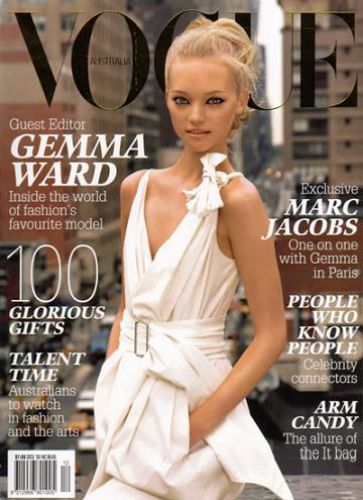 VOGUE
AUSTRALIA
Guest Editor
GEMMA
WARD
Inside the world
of fashion's
favourite model
Exclusive
MARC
JACOBS
One on one
with Gemma
in Paris
100
GLORIOUS
GIFTS
PEOPLE
WHO
KNOW
PEOPLE
Celebrity
connectors
TALENT
TIME
Australians
to watch
in fashion
and the arts
ARM
CANDY
The allure of
the It bag